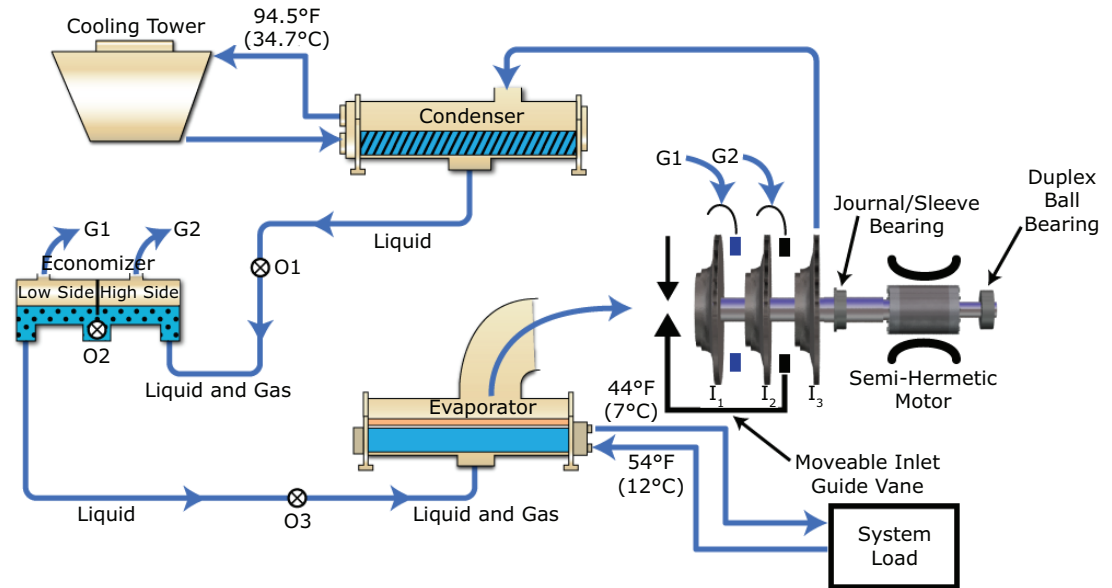 Cooling Tower
94.5°F
(34.7°C)
Condenser
G1
G2
Journal/Sleeve
Bearing
Duplex
Ball
Bearing
G1
G2
Economizer
Low Side
High Side
O2
Liquid
O1
Liquid and Gas
Evaporator
44°F
(7°C)
54°F
(12°C)
I1
I2
I3
Semi-Hermetic
Motor
Moveable Inlet
Guide Vane
Liquid
O3
Liquid and Gas
System
Load